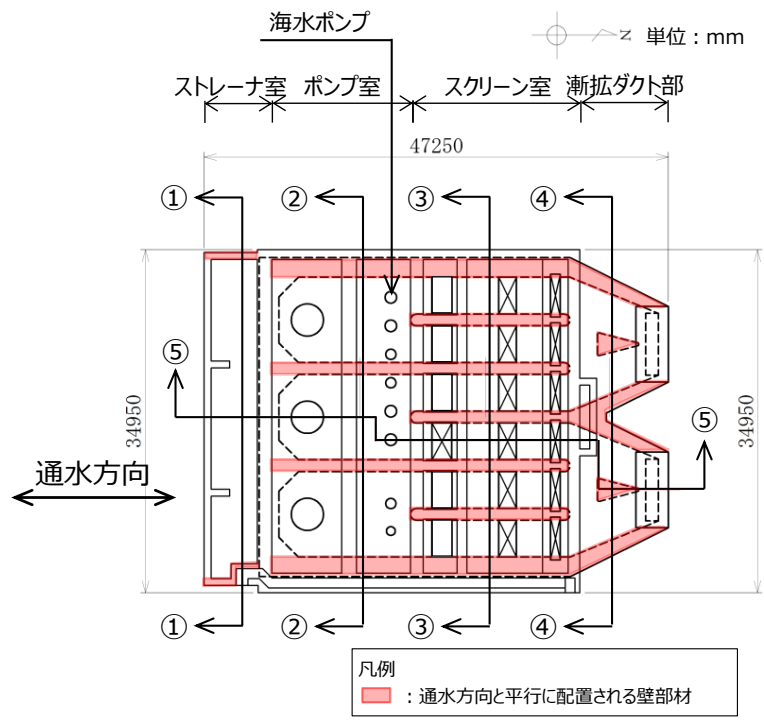 海水ポンプ
N 単位:mm
ストレーナ室 ポンプ室 スクリーン室 漸拡ダクト部
47250
① ② ③ ④
⑤
34950
34950
⑤
通水方向
① ② ③ ④
凡例
:通水方向と平行に配置される壁部材